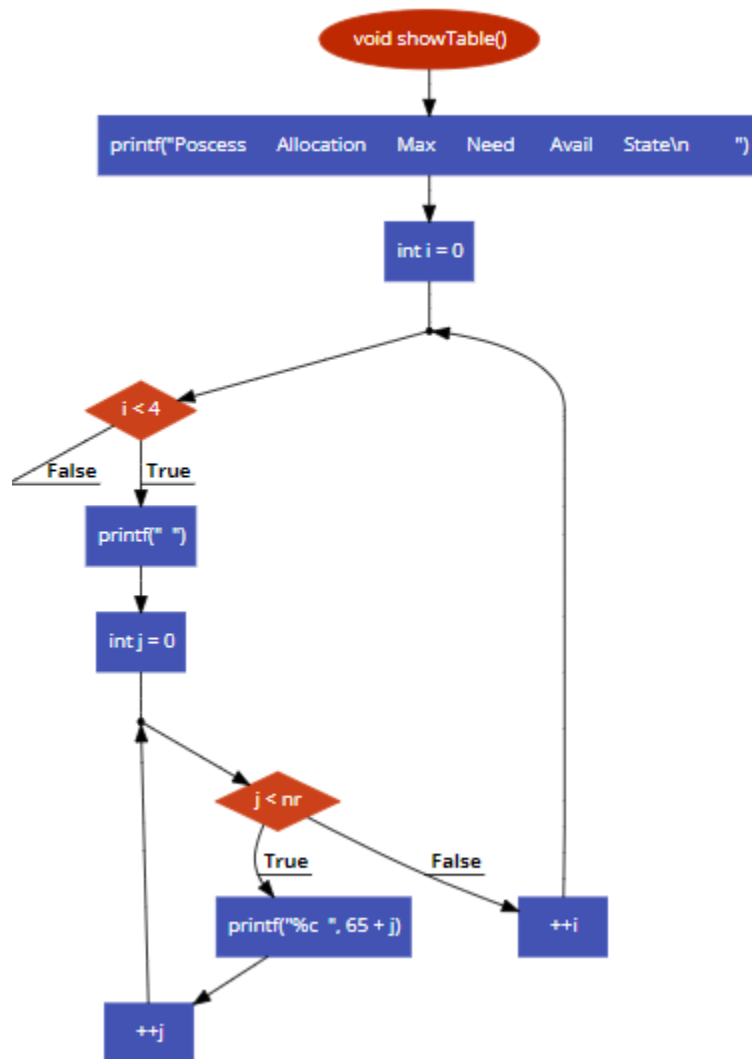 void showTable()
printf("Poscess Allocation Max Need Avail State\n ")
int i = 0
i < 4
False
True
printf(" ")
int j = 0
j < nr
True
False
printf("%c ", 65 + j)
++i
++j